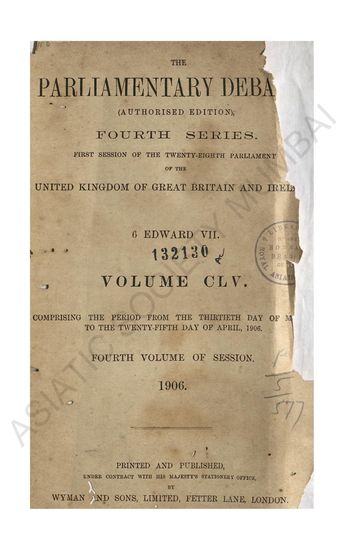 THE
PARLIAMENTARY DEBA
(AUTHORISED EDITION),
FOURTH SERIES.
FIRST SESSION OF THE TWENTY-EIGHTH PARLIAMENT
OF THE
UNITED KINGDOM OF GREAT BRITAIN AND IREL
6 EDWARD VII.
132130
VOLUME CLV.
COMPRISING THE PERIOD FROM THE THIRTIETH DAY OF M
TO THE TWENTY-FIFTH DAY OF APRIL, 1906.
FOURTH VOLUME OF SESSION.
1906.
PRINTED AND PUBLISHED,
UNDER CONTRACT WITH HIS MAJESTY'S STATIONERY OFFICE,
BY
WYMAN AND SONS, LIMITED, FETTER LANE, LONDON.
ASIATIC SOCIETY MUMBAI